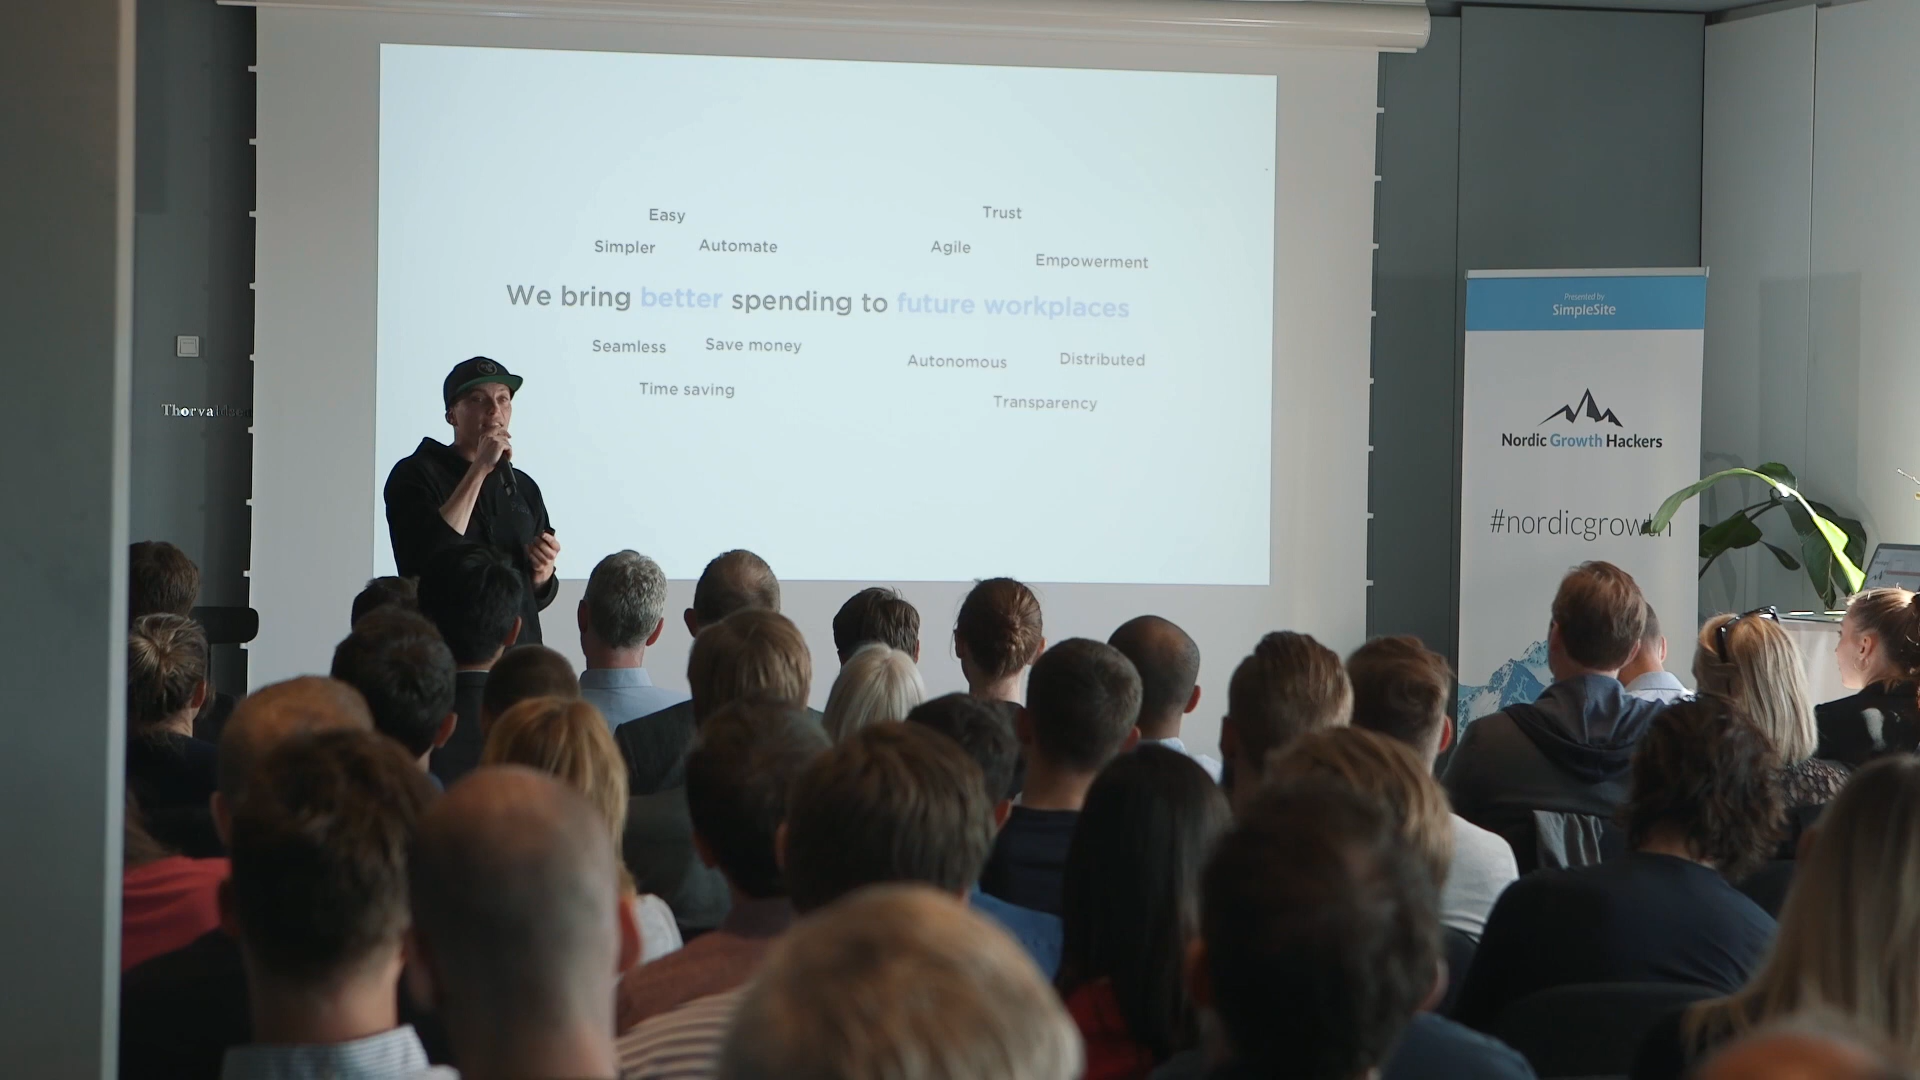 Easy
Trust
Simpler
Automate
Agile
Empowerment
We bring better spending to future workplaces
Seamless
Save money
Autonomous
Distributed
Time saving
Transparency
Presented by
SimpleSite
Nordic Growth Hackers
#nordicgrowth